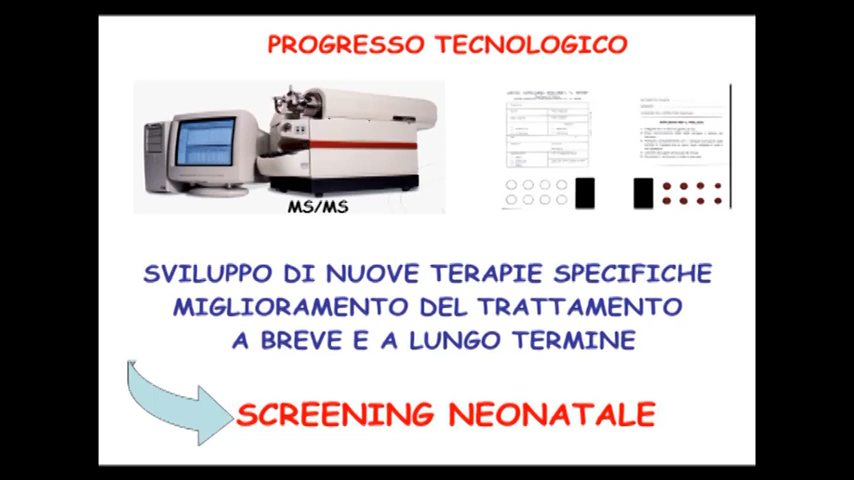 PROGRESSO TECNOLOGICO
MS/MS
SVILUPPO DI NUOVE TERAPIE SPECIFICHE
MIGLIORAMENTO DEL TRATTAMENTO
A BREVE E A LUNGO TERMINE
SCREENING NEONATALE